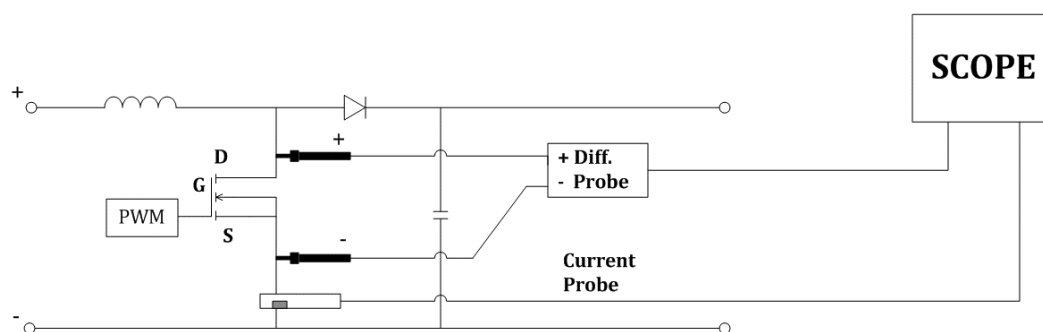 SCOPE
+
+
D
+ Diff.
- Probe
G
PWM
S
-
Current
Probe
-